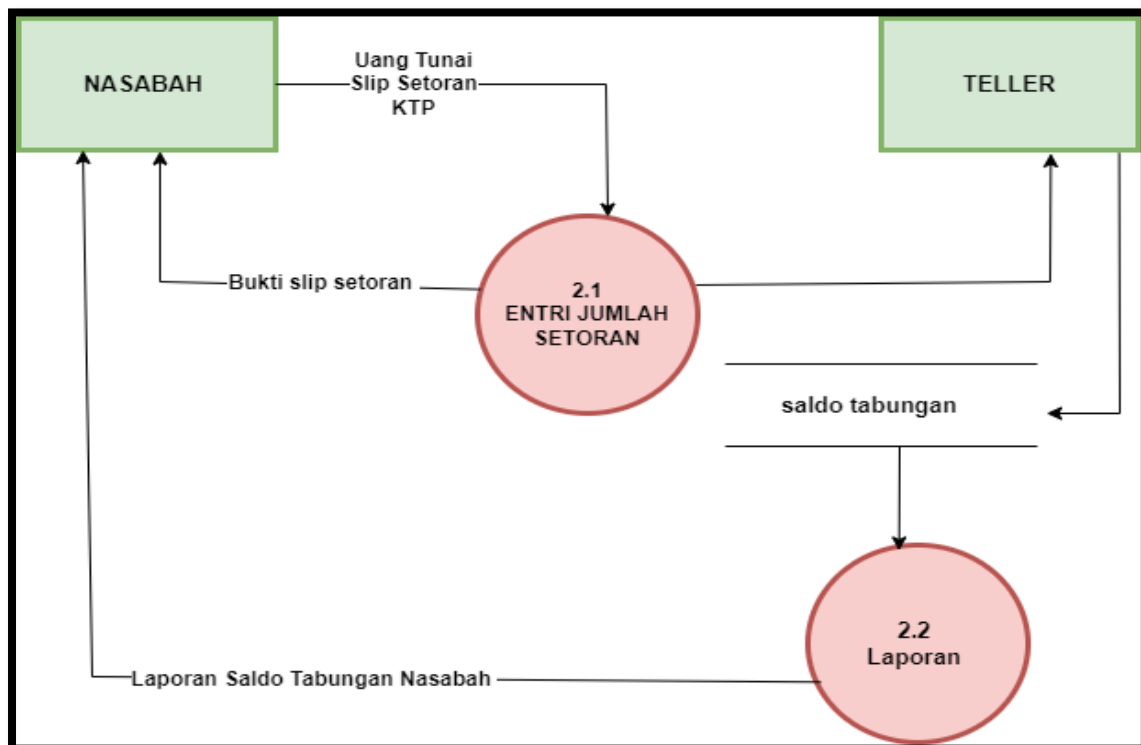 NASABAH
Uang Tunai
Slip Setoran
KTP
TELLER
Bukti slip setoran
2.1
ENTRI JUMLAH
SETORAN
saldo tabungan
2.2
Laporan
Laporan Saldo Tabungan Nasabah